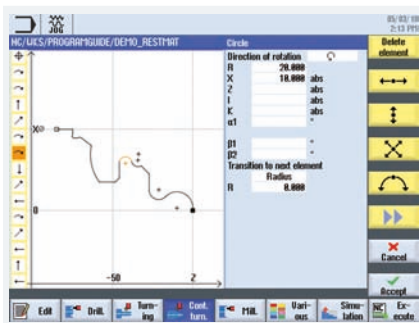 05/03/10
2:13 PM
NC/WKS/PROGRAMGUIDE/DEMO_RESTMAT
Circle
Delete element
Direction of rotation
R 20.000
X 10.000 abs
Z abs
I abs
K abs
α1 °
β1 °
β2 °
Transition to next element
Radius
R 0.000
X
0
-50
Z
Cancel
Accept
Edit
Drill.
Turn-
ing
Cont.
turn.
Mill.
Vari-
ous
Simu-
lation
NC
Ex-
ecute